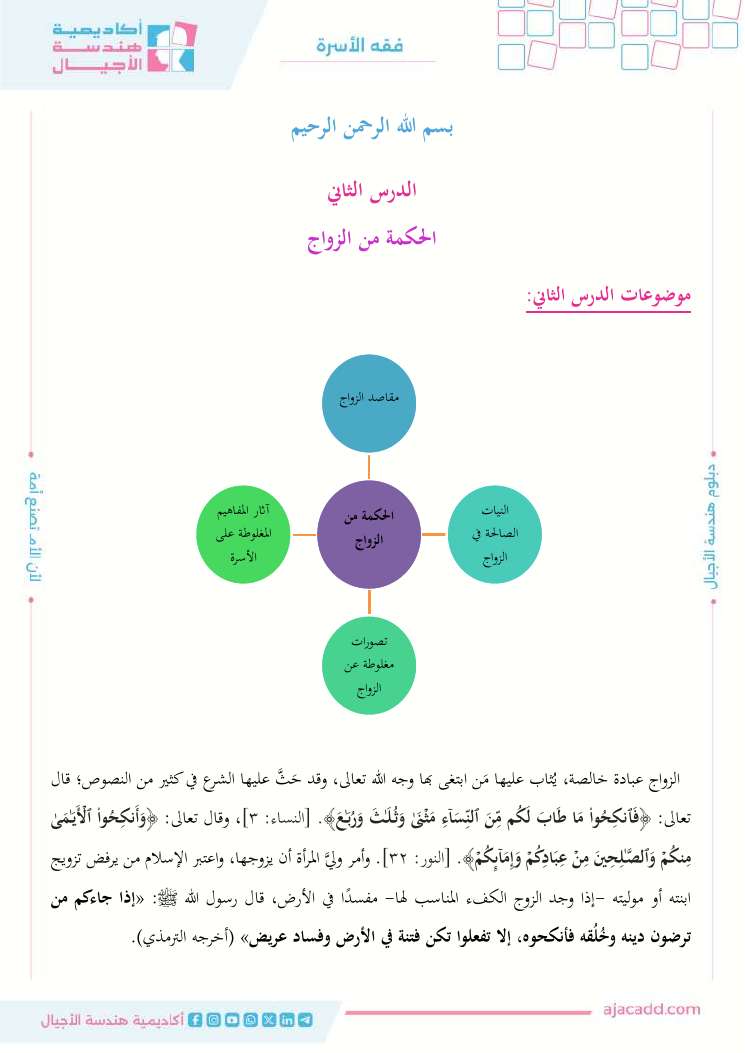 أكاديمية
هندسة
الأجيال
فقه الأسرة
بسم الله الرحمن الرحيم
الدرس الثاني
الحكمة من الزواج
موضوعات الدرس الثاني:
مقاصد الزواج
النيات
الصالحة في
الزواج
الحكمة من
الزواج
آثار المفاهيم
المغلوطة على
الأسرة
تصورات
مغلوطة عن
الزواج
دبلوم هندسة الأجيال
لأن الأمـ تصنع أمة
الزواج عبادة خالصة، يُثاب عليها مَن ابتغى بها وجه الله تعالى، وقد حَثَّ عليها الشرع في كثير من النصوص؛ قال
تعالى: ﴿فَٱنكِحُواْ مَا طَابَ لَكُم مِّنَ ٱلنِّسَآءِ مَثْنَىٰ وَثُلَٰثَ وَرُبَٰعَ﴾. [النساء: ٣]، وقال تعالى: ﴿وَأَنكِحُواْ ٱلْأَيَٰمَىٰ
مِنكُمْ وَٱلصَّٰلِحِينَ مِنْ عِبَادِكُمْ وَإِمَآئِكُمْ﴾. [النور: ٣٢]. وأمر وليَّ المرأة أن يزوجها، واعتبر الإسلام من يرفض تزويج
ابنته أو موليته -إذا وجد الزوج الكفء المناسب لها- مفسدًا في الأرض، قال رسول الله ﷺ: «إذا جاءكم من
ترضون دينه وخُلُقه فأنكحوه، إلا تفعلوا تكن فتنة في الأرض وفساد عريض» (أخرجه الترمذي).
أكاديمية هندسة الأجيال
ajacadd.com